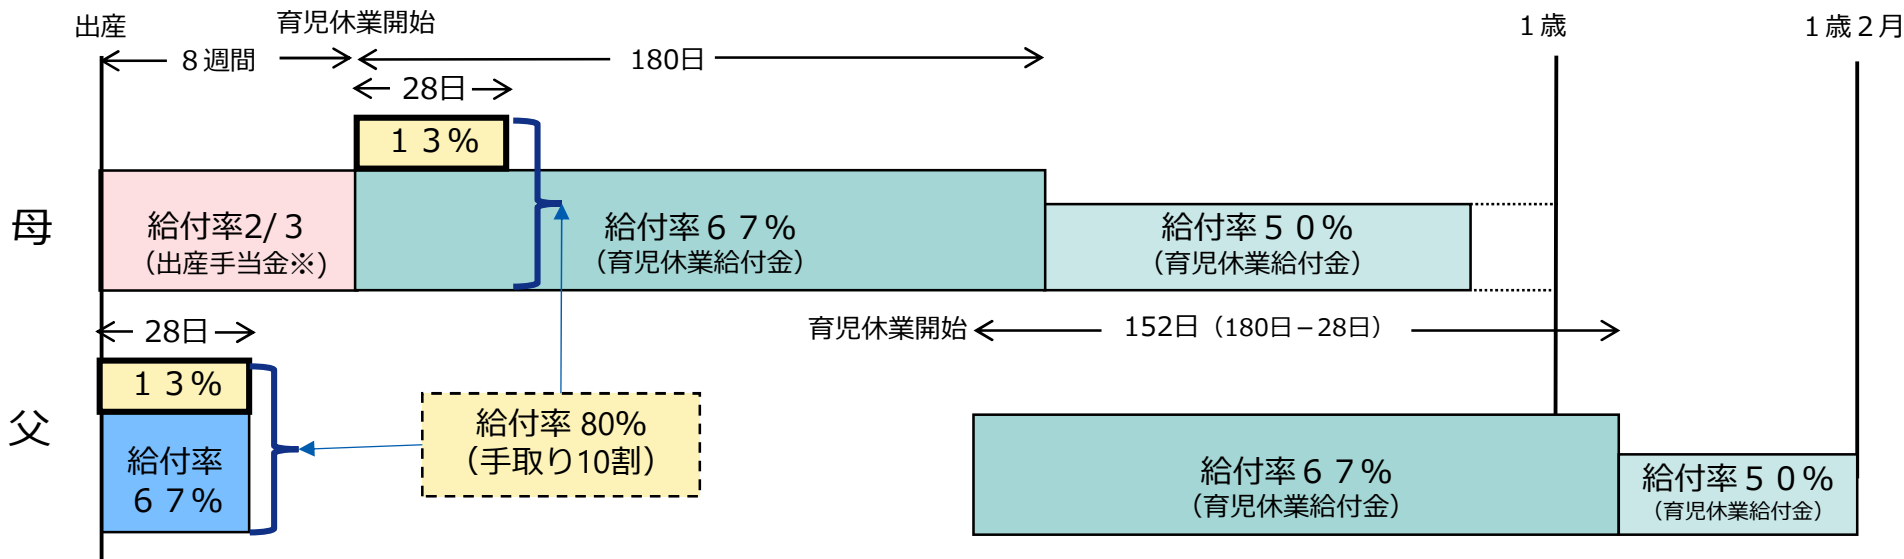 出産
育児休業開始
1歳
1歳2月
8週間
180日
28日
13%
母
給付率2/3
(出産手当金※)
給付率67%
(育児休業給付金)
給付率50%
(育児休業給付金)
28日
育児休業開始
152日(180日-28日)
13%
父
給付率
67%
給付率 80%
(手取り10割)
給付率67%
(育児休業給付金)
給付率50%
(育児休業給付金)